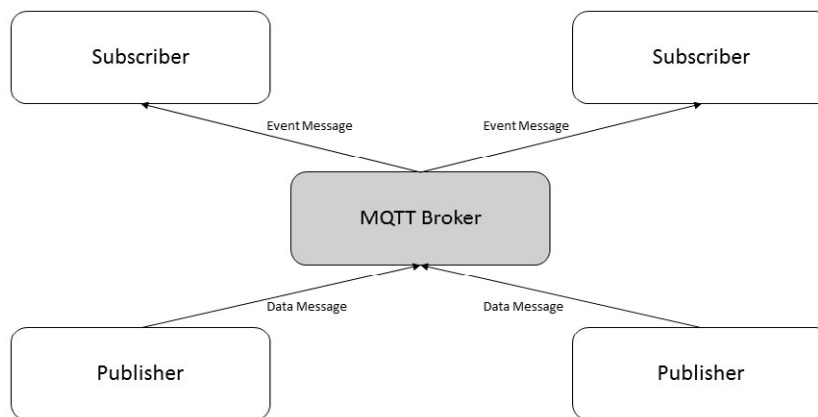 Subscriber
Subscriber
Event Message
Event Message
MQTT Broker
Data Message
Data Message
Publisher
Publisher